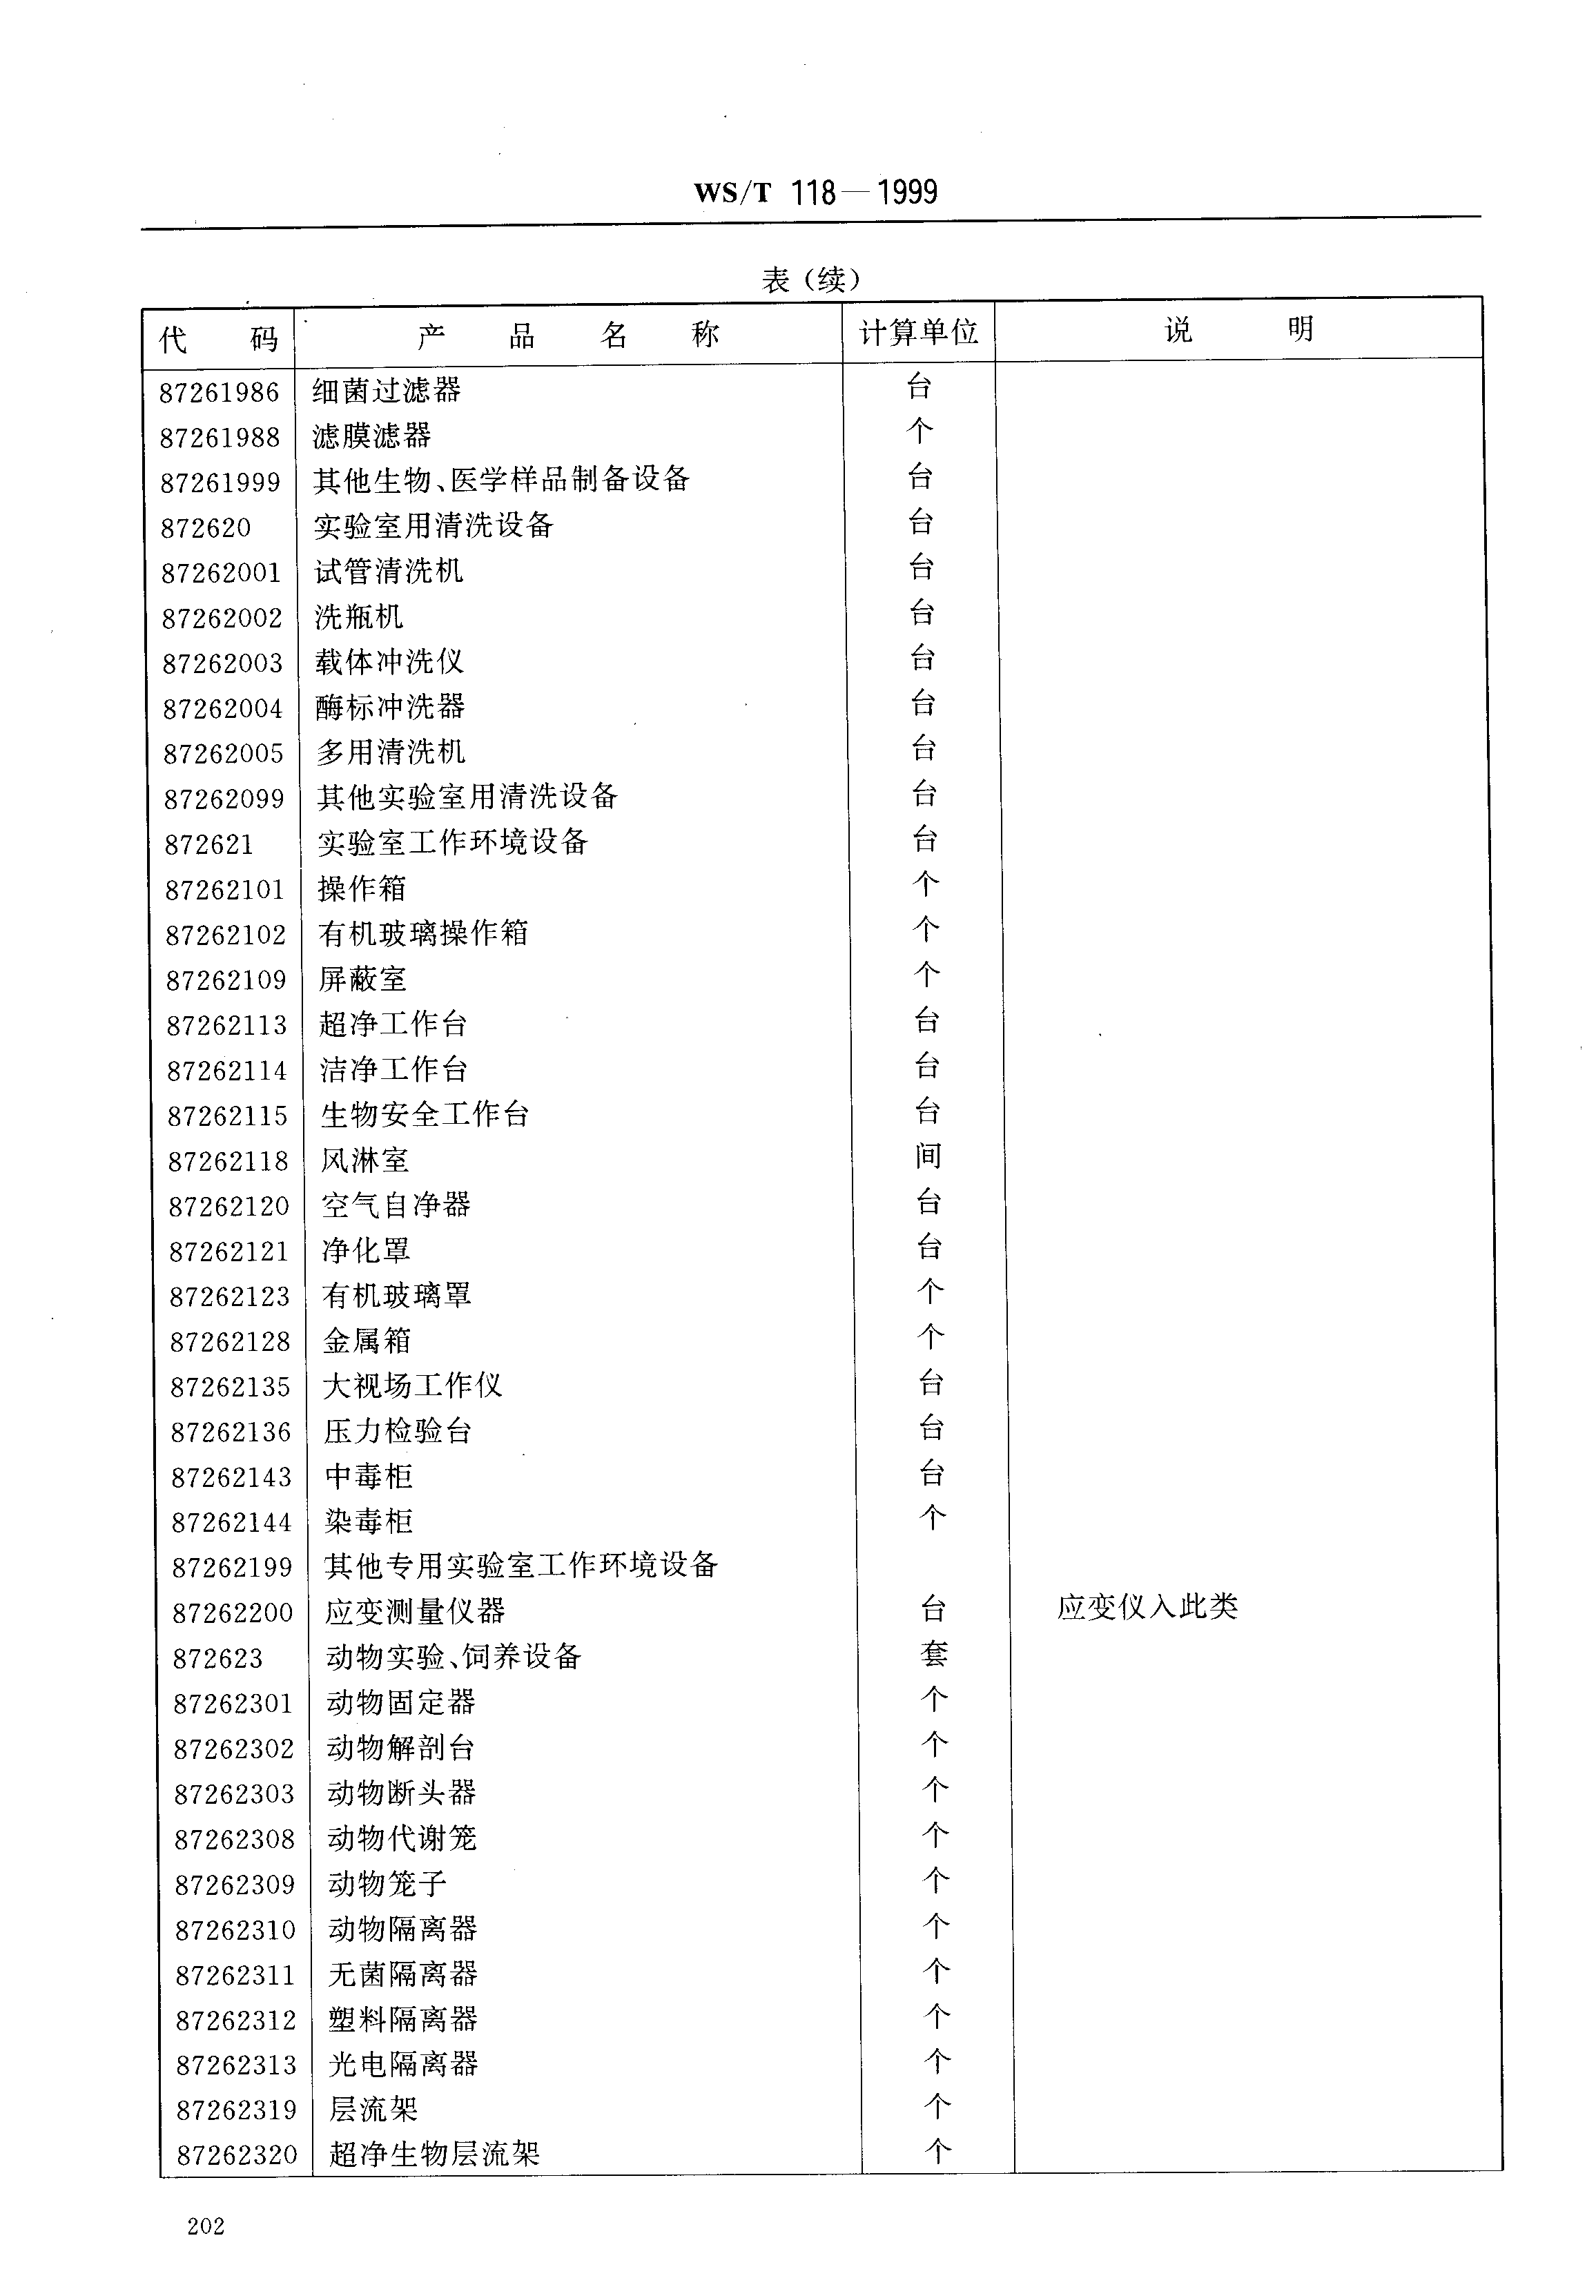 WS/T 118—1999
表（续）
代 码 产 品 名 称 计算单位 说 明
87261986 细菌过滤器 台
87261988 滤膜滤器 个
87261999 其他生物、医学样品制备设备 台
872620 实验室用清洗设备 台
87262001 试管清洗机 台
87262002 洗瓶机 台
87262003 载体冲洗仪 台
87262004 酶标冲洗器 台
87262005 多用清洗机 台
87262099 其他实验室用清洗设备 台
872621 实验室工作环境设备 台
87262101 操作箱 个
87262102 有机玻璃操作箱 个
87262109 屏蔽室 个
87262113 超净工作台 台
87262114 洁净工作台 台
87262115 生物安全工作台 台
87262118 风淋室 间
87262120 空气自净器 台
87262121 净化罩 台
87262123 有机玻璃罩 个
87262128 金属箱 个
87262135 大视场工作仪 台
87262136 压力检验台 台
87262143 中毒柜 台
87262144 染毒柜 个
87262199 其他专用实验室工作环境设备
87262200 应变测量仪器 台 应变仪入此类
872623 动物实验、饲养设备 套
87262301 动物固定器 个
87262302 动物解剖台 个
87262303 动物断头器 个
87262308 动物代谢笼 个
87262309 动物笼子 个
87262310 动物隔离器 个
87262311 无菌隔离器 个
87262312 塑料隔离器 个
87262313 光电隔离器 个
87262319 层流架 个
87262320 超净生物层流架 个
202